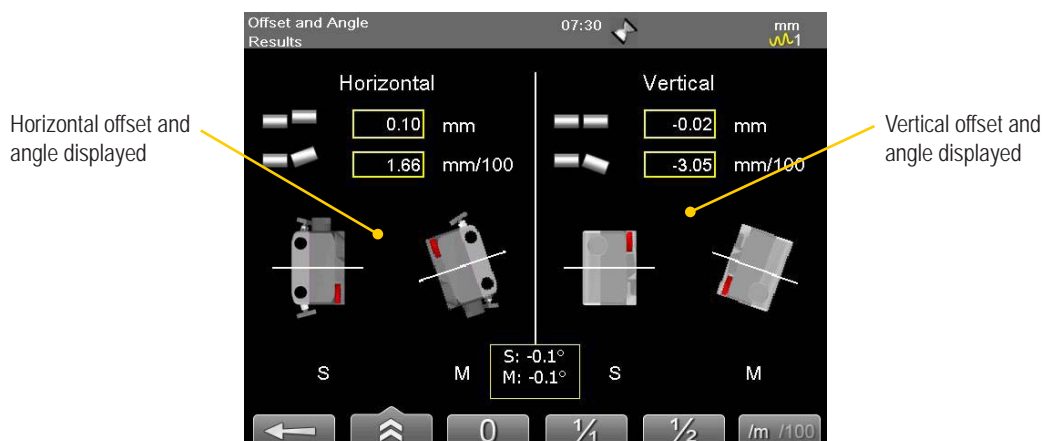 Offset and Angle
Results
07:30
mm
1
Horizontal
Vertical
0.10 mm
-0.02 mm
1.66 mm/100
-3.05 mm/100
Horizontal offset and
angle displayed
Vertical offset and
angle displayed
S
M
S: -0.1°
M: -0.1°
S
M
0
1/1
1/2
/m /100